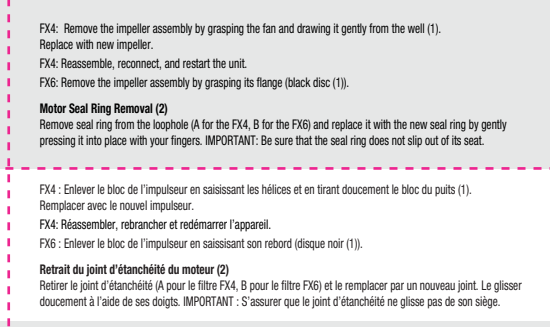 FX4: Remove the impeller assembly by grasping the fan and drawing it gently from the well (1).
Replace with new impeller.
FX4: Reassemble, reconnect, and restart the unit.
FX6: Remove the impeller assembly by grasping its flange (black disc (1)).
Motor Seal Ring Removal (2)
Remove seal ring from the loophole (A for the FX4, B for the FX6) and replace it with the new seal ring by gently
pressing it into place with your fingers. IMPORTANT: Be sure that the seal ring does not slip out of its seat.
FX4 : Enlever le bloc de l'impulseur en saisissant les hélices et en tirant doucement le bloc du puits (1).
Remplacer avec le nouvel impulseur.
FX4: Réassembler, rebrancher et redémarrer l'appareil.
FX6 : Enlever le bloc de l'impulseur en saisissant son rebord (disque noir (1)).
Retrait du joint d'étanchéité du moteur (2)
Retirer le joint d'étanchéité (A pour le filtre FX4, B pour le filtre FX6) et le remplacer par un nouveau joint. Le glisser
doucement à l'aide de ses doigts. IMPORTANT : S'assurer que le joint d'étanchéité ne glisse pas de son siège.